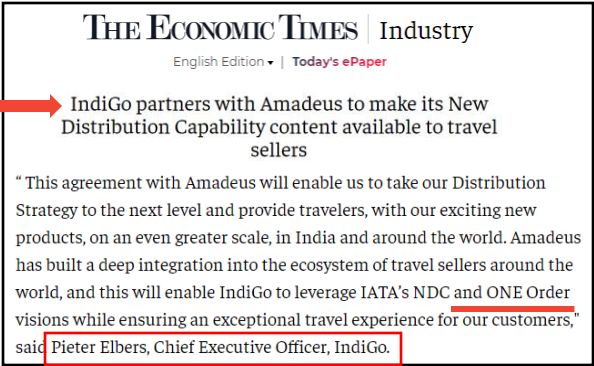 THE ECONOMIC TIMES | Industry
English Edition ▾ | Today's ePaper
IndiGo partners with Amadeus to make its New
Distribution Capability content available to travel
sellers
“ This agreement with Amadeus will enable us to take our Distribution
Strategy to the next level and provide travelers, with our exciting new
products, on an even greater scale, in India and around the world. Amadeus
has built a deep integration into the ecosystem of travel sellers around the
world, and this will enable IndiGo to leverage IATA’s NDC and ONE Order
visions while ensuring an exceptional travel experience for our customers,"
said Pieter Elbers, Chief Executive Officer, IndiGo.